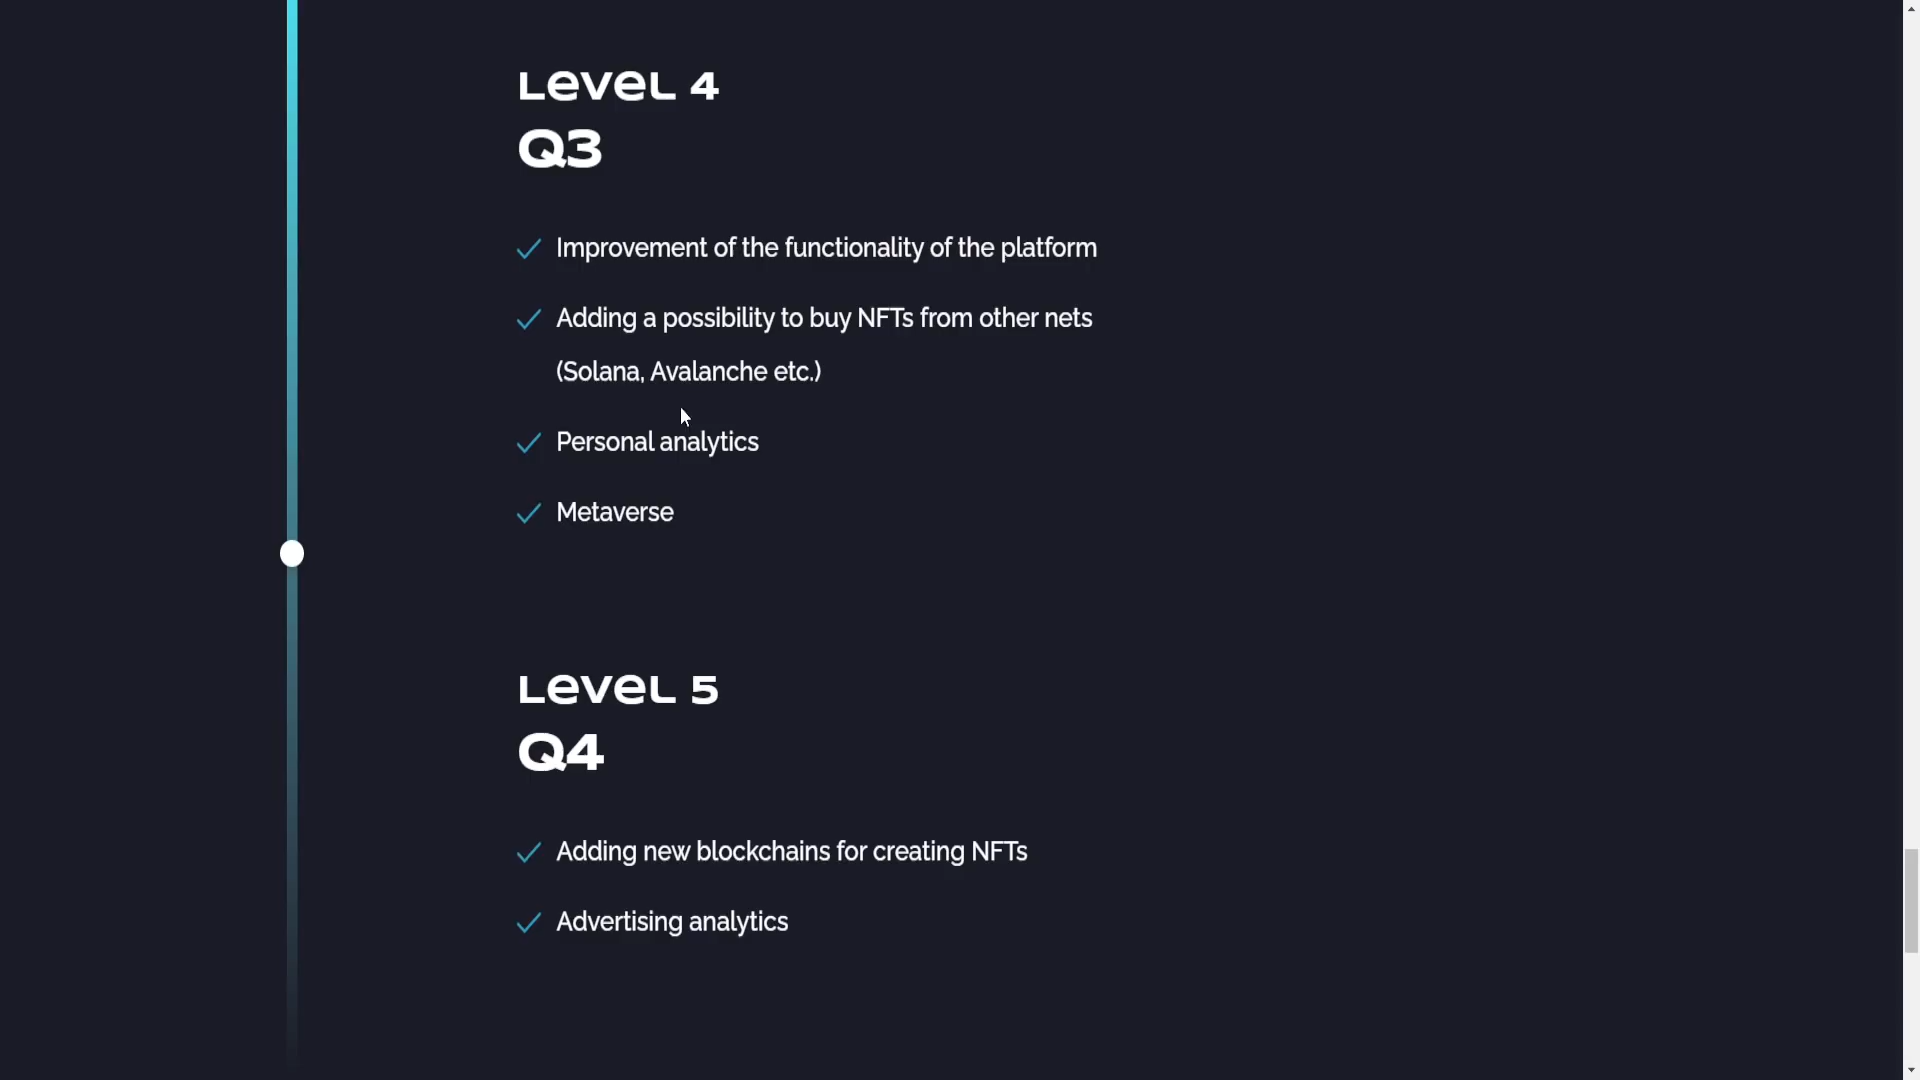 Level 4
Q3
Improvement of the functionality of the platform
Adding a possibility to buy NFTs from other nets
(Solana, Avalanche etc.)
Personal analytics
Metaverse
Level 5
Q4
Adding new blockchains for creating NFTs
Advertising analytics